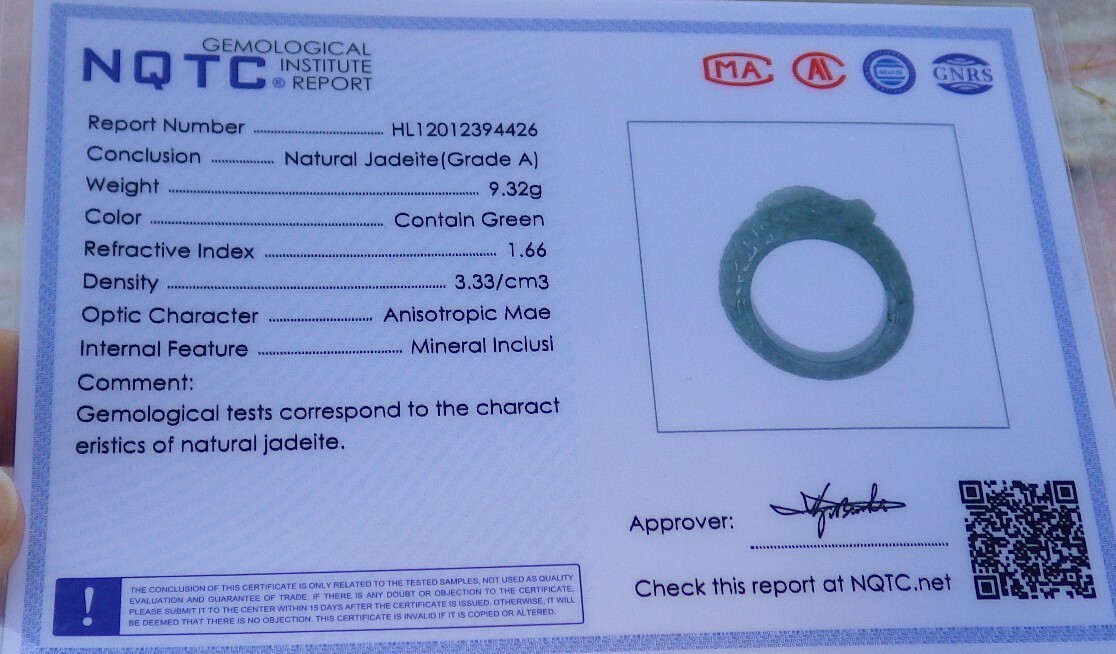 NQTC® GEMOLOGICAL
INSTITUTE
REPORT
MA
AL
GNRS
Report Number ........ HL12012394426
Conclusion ........ Natural Jadeite(Grade A)
Weight ........ 9.32g
Color ........ Contain Green
Refractive Index ........ 1.66
Density ........ 3.33/cm3
Optic Character ........ Anisotropic Mae
Internal Feature ........ Mineral Inclusi
Comment:
Gemological tests correspond to the charact
eristics of natural jadeite.
Approver:
Check this report at NQTC.net
!
THE CONCLUSION OF THIS CERTIFICATE IS ONLY RELATED TO THE TESTED SAMPLES, NOT USED AS QUALITY
EVALUATION AND GUARANTEE OF TRADE; IF THERE IS ANY DOUBT OR OBJECTION TO THE CERTIFICATE,
PLEASE SUBMIT IT TO THE CENTER WITHIN 15 DAYS AFTER THE CERTIFICATE IS ISSUED. OTHERWISE, IT WILL
BE DEEMED THAT THERE IS NO OBJECTION. THIS CERTIFICATE IS INVALID IF IT IS COPIED OR ALTERED.